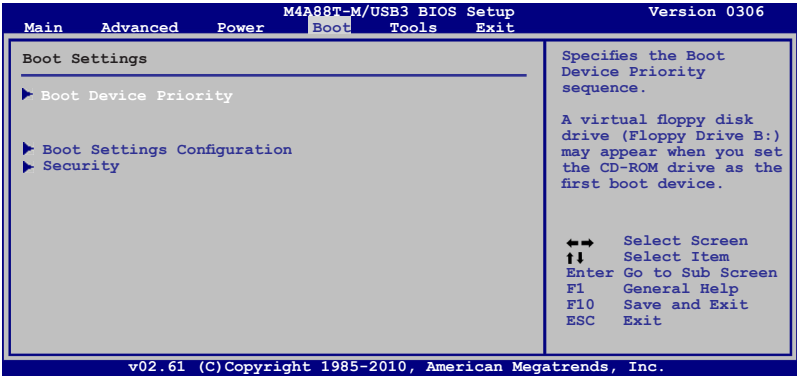 M4A88T-M/USB3 BIOS Setup Version 0306
Main Advanced Power Boot Tools Exit
Boot Settings
Boot Device Priority
Boot Settings Configuration
Security
Specifies the Boot
Device Priority
sequence.
A virtual floppy disk
drive (Floppy Drive B:)
may appear when you set
the CD-ROM drive as the
first boot device.
←→ Select Screen
↑↓ Select Item
Enter Go to Sub Screen
F1 General Help
F10 Save and Exit
ESC Exit
v02.61 (C)Copyright 1985-2010, American Megatrends, Inc.